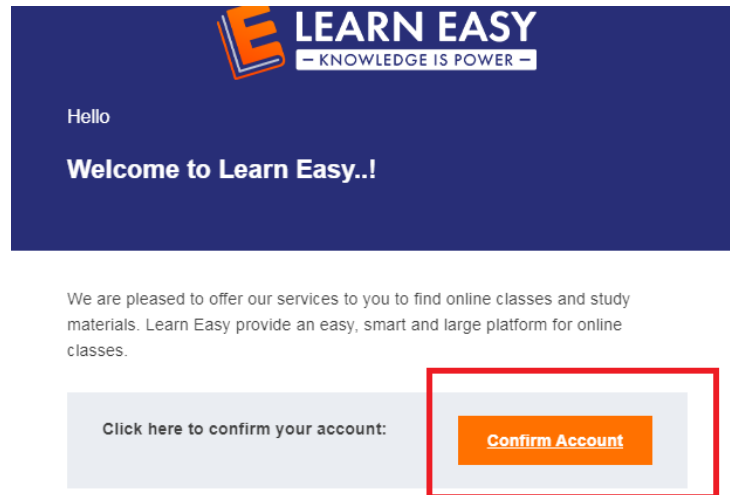 LEARN EASY
– KNOWLEDGE IS POWER –
Hello
Welcome to Learn Easy..!
We are pleased to offer our services to you to find online classes and study
materials. Learn Easy provide an easy, smart and large platform for online
classes.
Click here to confirm your account:
Confirm Account